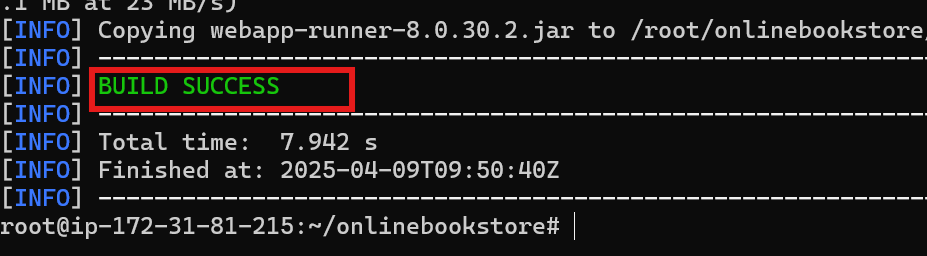 .1 MB at 23 MB/s)
[INFO] Copying webapp-runner-8.0.30.2.jar to /root/onlinebookstore/
[INFO] ------------------------------------------------------------------------
[INFO] BUILD SUCCESS
[INFO] ------------------------------------------------------------------------
[INFO] Total time:  7.942 s
[INFO] Finished at: 2025-04-09T09:50:40Z
[INFO] ------------------------------------------------------------------------
root@ip-172-31-81-215:~/onlinebookstore#